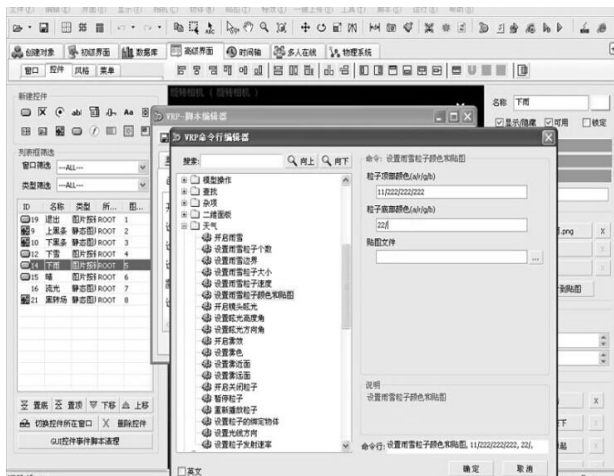 创建对象 初级界面 数据库 高级界面 时间轴 多人在线 物理系统
窗口 控件 风格 菜单
新建控件
Aa
列表框筛选
窗口筛选 ---ALL---
类型筛选 ---ALL---
ID 名称 类型 所... 图...
19 退出 图片按钮 ROOT 1
9 上黑条 静态图片 ROOT 2
10 下黑条 静态图片 ROOT 3
12 下雪 图片按钮 ROOT 4
14 下雨 图片按钮 ROOT 5
15 晴 图片按钮 ROOT 6
16 流光 静态图片 ROOT 7
21 黑转场 静态图片 ROOT 8
置底 置顶 下移 上移
切换控件所在窗口 删除控件
GUI控件事件脚本清理
旋转相机 (旋转相机)
VRP-脚本编辑器
VRP命令行编辑器
搜索: 向上 向下
模型操作
查找
杂项
二维面板
天气
开启雨雪
设置雨雪粒子个数
设置雨雪边界
设置雨雪粒子大小
设置雨雪粒子速度
设置雨雪粒子颜色和贴图
开启镜头眩光
设置眩光高度角
设置眩光方向角
开启雾效
设置雾色
设置雾近面
设置雾远面
开启关闭粒子
暂停粒子
重新播放粒子
设置粒子的绑定物体
设置光线方向
设置粒子发射速率
英文
命令: 设置雨雪粒子颜色和贴图
粒子顶部颜色(a/r/g/b)
11/222/222/222
粒子底部颜色(a/r/g/b)
22/
贴图文件
...
说明
设置雨雪粒子颜色和贴图
命令行: 设置雨雪粒子颜色和贴图, 11/222/222/222, 22/,
确定 取消
名称 下雨
显示/隐藏 可用 锁定
.png X
X